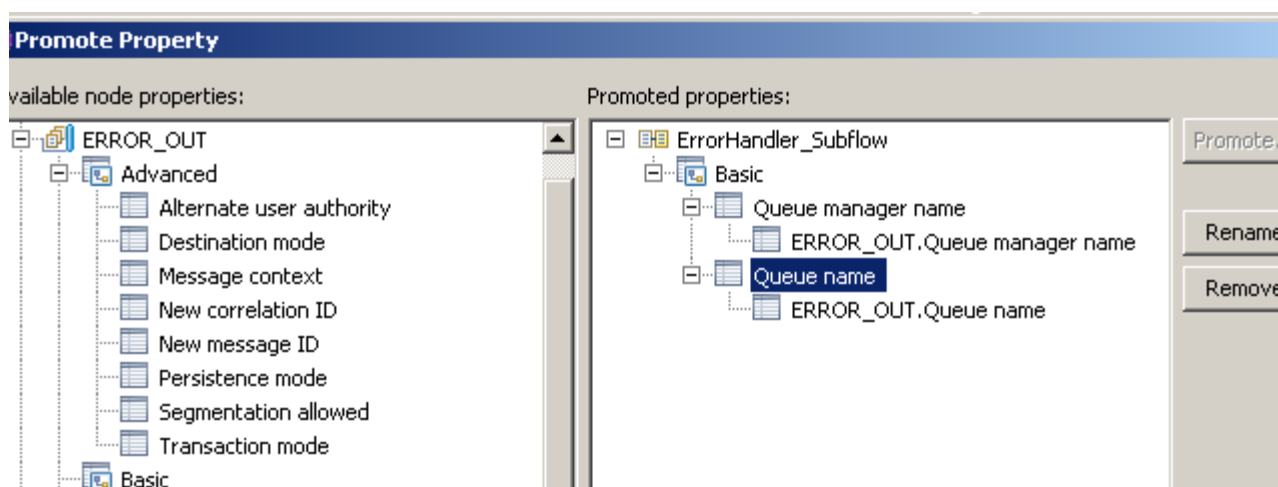 Promote Property
vailable node properties:
Promoted properties:
ERROR_OUT
Advanced
Alternate user authority
Destination mode
Message context
New correlation ID
New message ID
Persistence mode
Segmentation allowed
Transaction mode
Basic
ErrorHandler_Subflow
Basic
Queue manager name
ERROR_OUT.Queue manager name
Queue name
ERROR_OUT.Queue name
Promote.
Rename
Remove